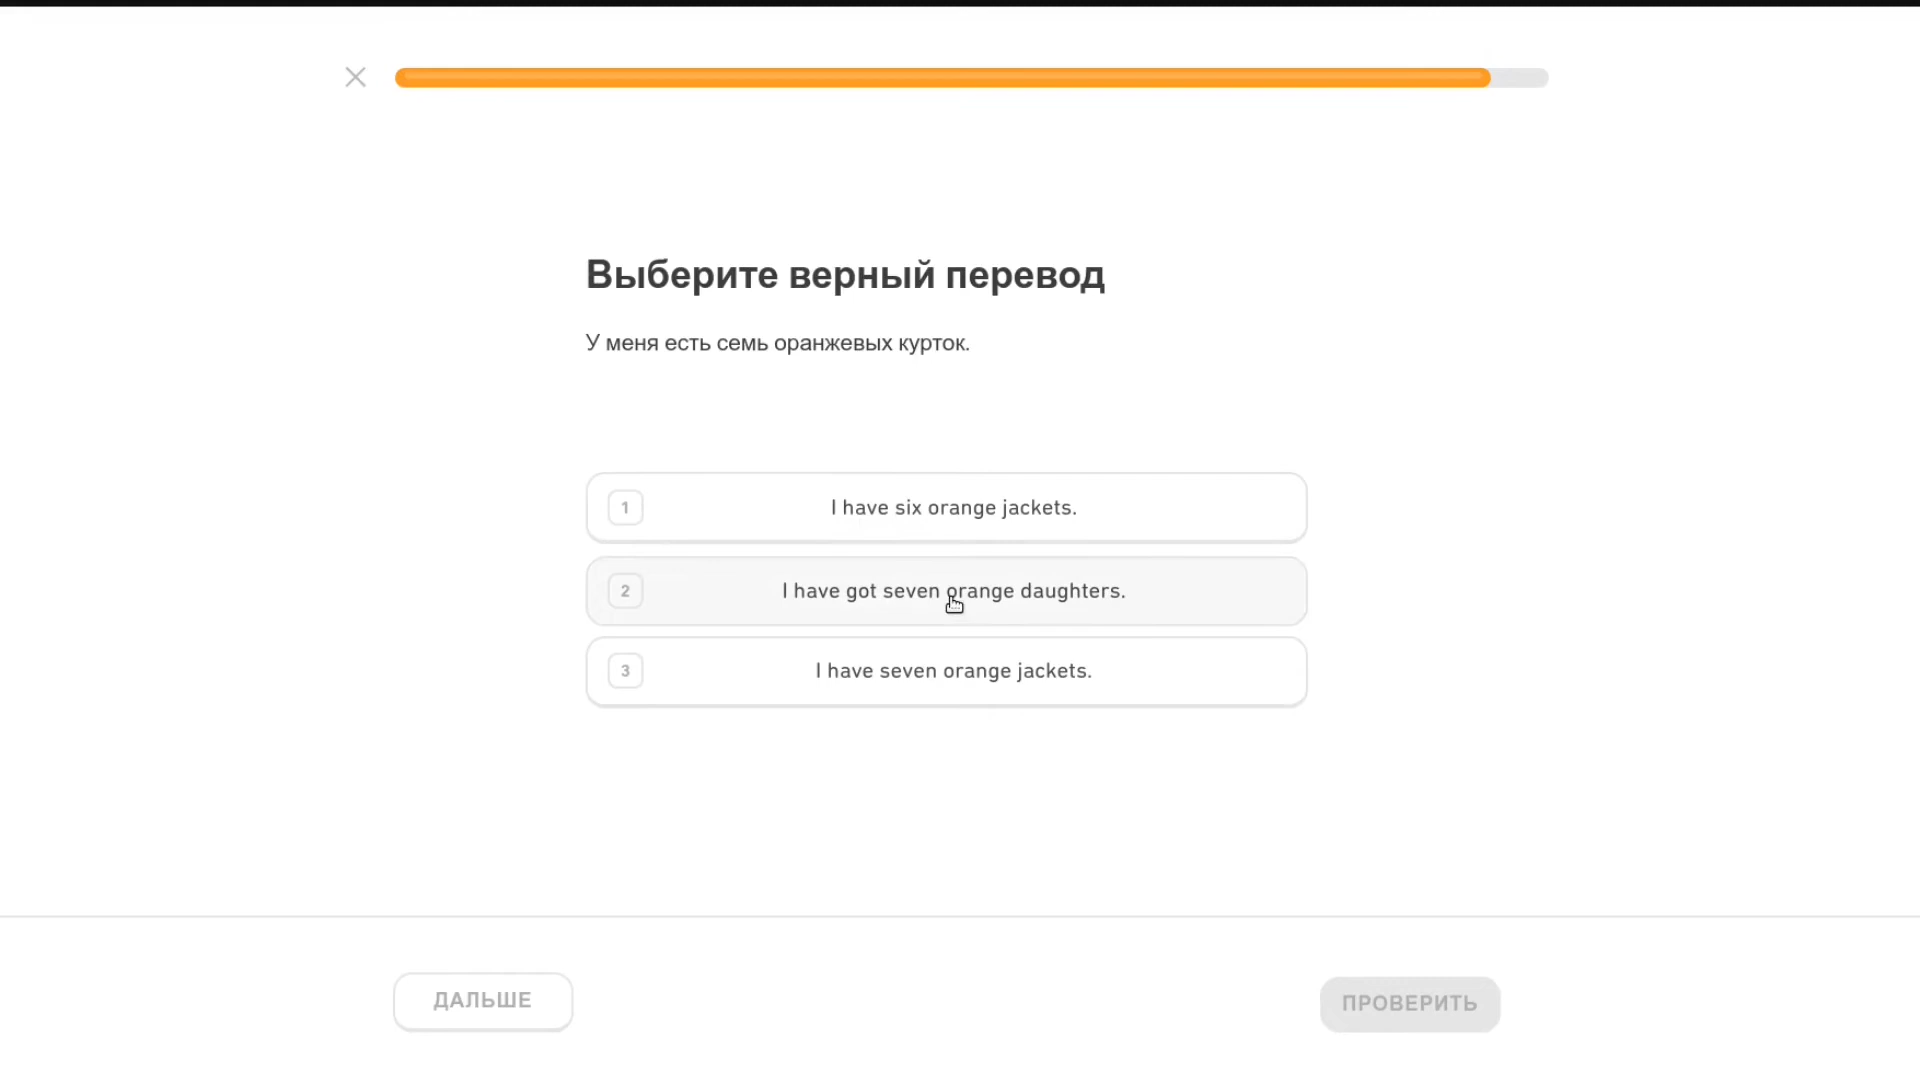 Выберите верный перевод
У меня есть семь оранжевых курток.
1 I have six orange jackets.
2 I have got seven orange daughters.
3 I have seven orange jackets.
ДАЛЬШЕ ПРОВЕРИТЬ